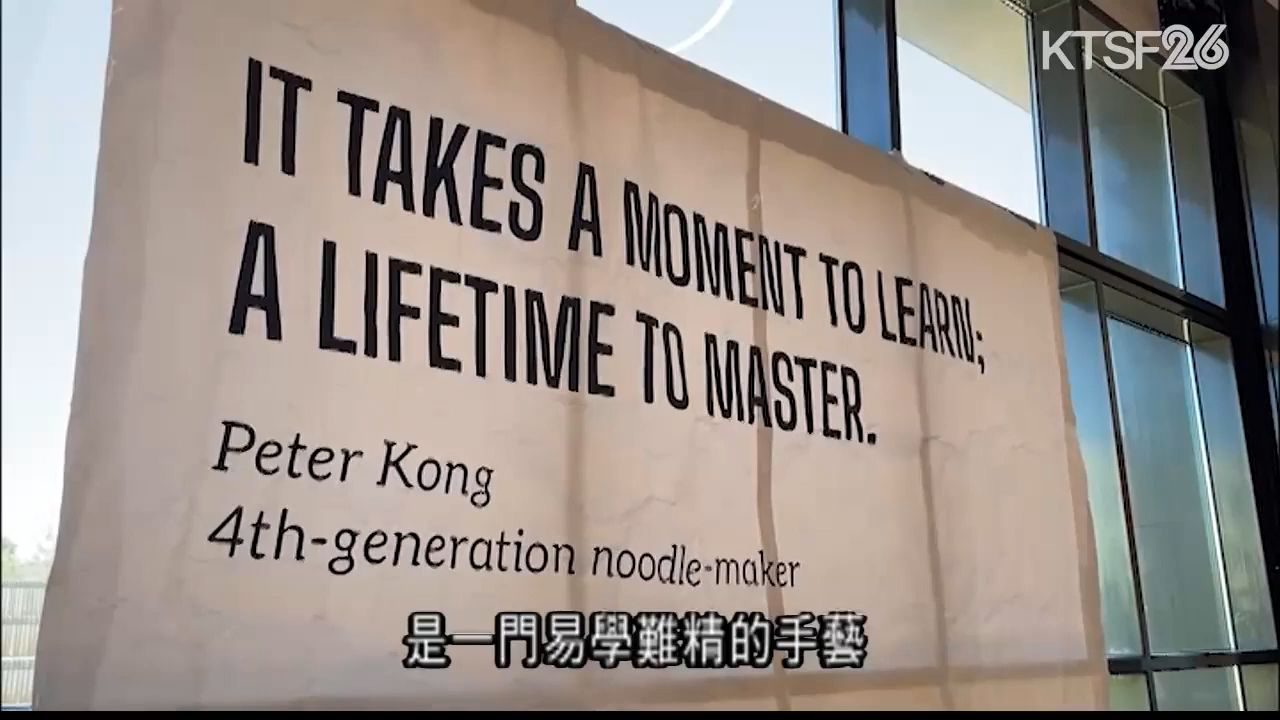 KTSF26
IT TAKES A MOMENT TO LEARN;
A LIFETIME TO MASTER.
Peter Kong
4th-generation noodle-maker
是一門易學難精的手藝